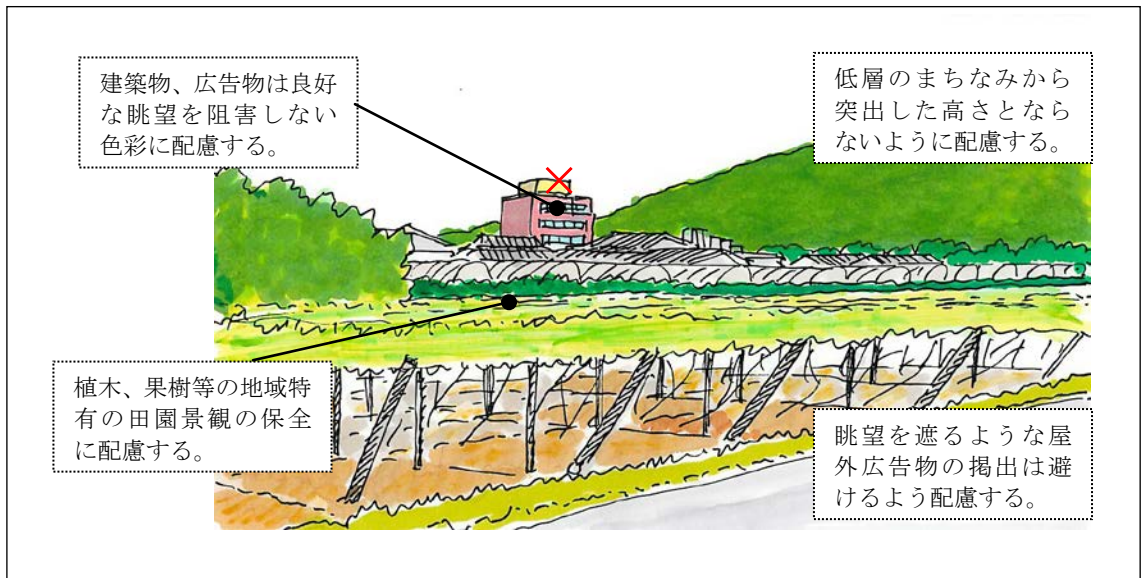 建築物、広告物は良好
な眺望を阻害しない
色彩に配慮する。
低層のまちなみから
突出した高さとなら
ないように配慮する。
植木、果樹等の地域特
有の田園景観の保全
に配慮する。
眺望を遮るような屋
外広告物の掲出は避
けるよう配慮する。